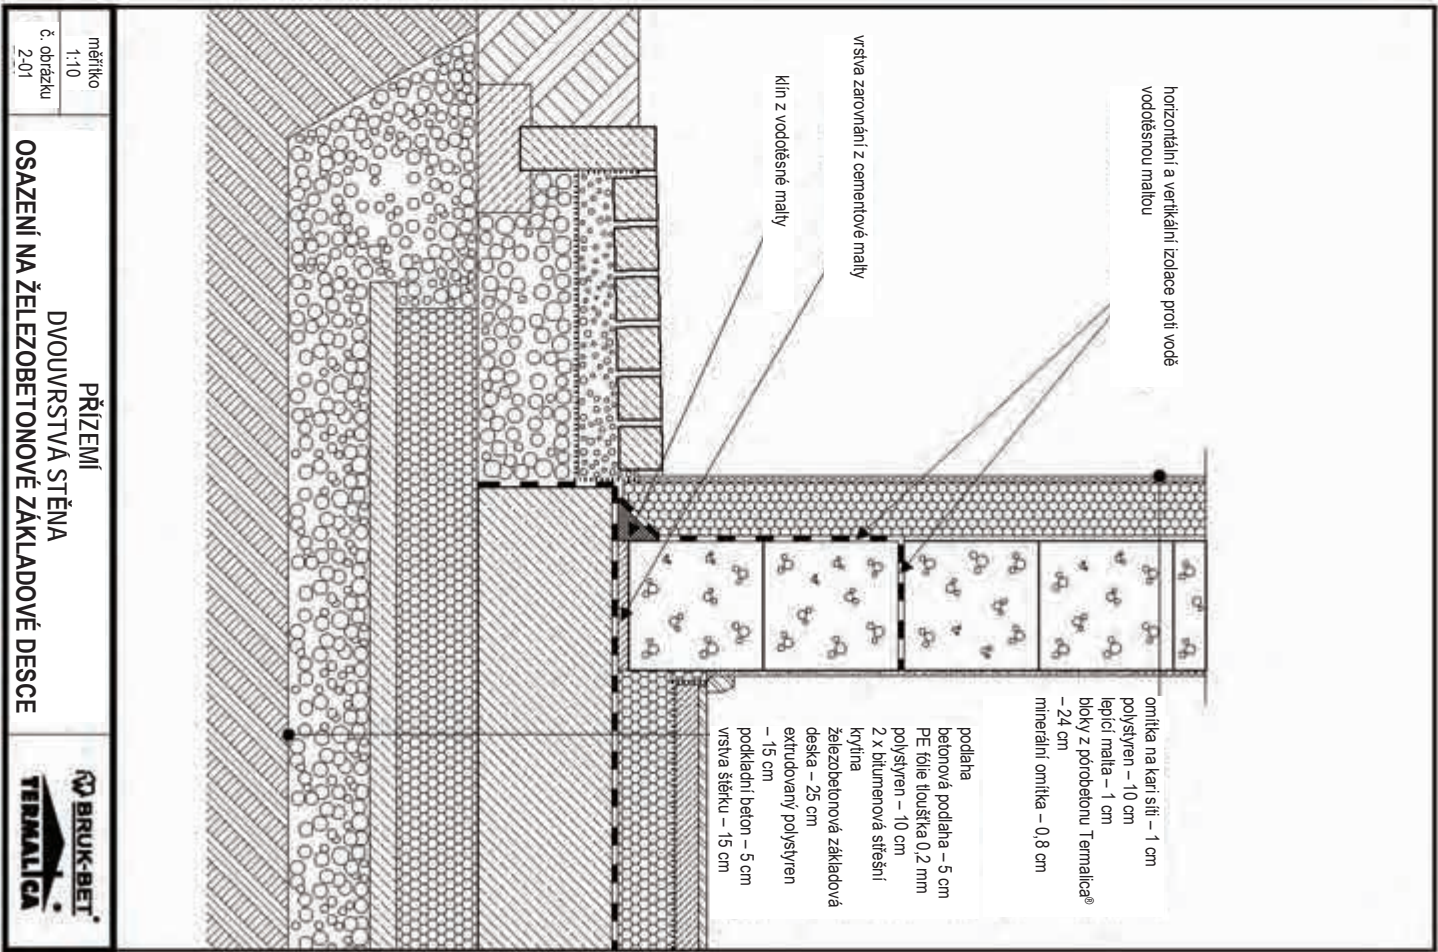 horizontální a vertikální izolace proti vodě
vodotěsnou maltou
vrstva zarovnání z cementové malty
klín z vodotěsné malty
omítka na kari síti – 1 cm
polystyren – 10 cm
lepicí malta – 1 cm
bloky z pórobetonu Termalica®
– 24 cm
minerální omítka – 0,8 cm
podlaha
betonová podlaha – 5 cm
PE fólie tloušťka 0,2 mm
polystyren – 10 cm
2 x bitumenová střešní
krytina
železobetonová základová
deska – 25 cm
extrudovaný polystyren
– 15 cm
podkladní beton – 5 cm
vrstva štěrku – 15 cm
měřítko
1:10
č. obrázku
2-01
PŘÍZEMÍ
DVOUVRSTVÁ STĚNA
OSAZENÍ NA ŽELEZOBETONOVÉ ZÁKLADOVÉ DESCE
BRUK-BET®
TERMALICA